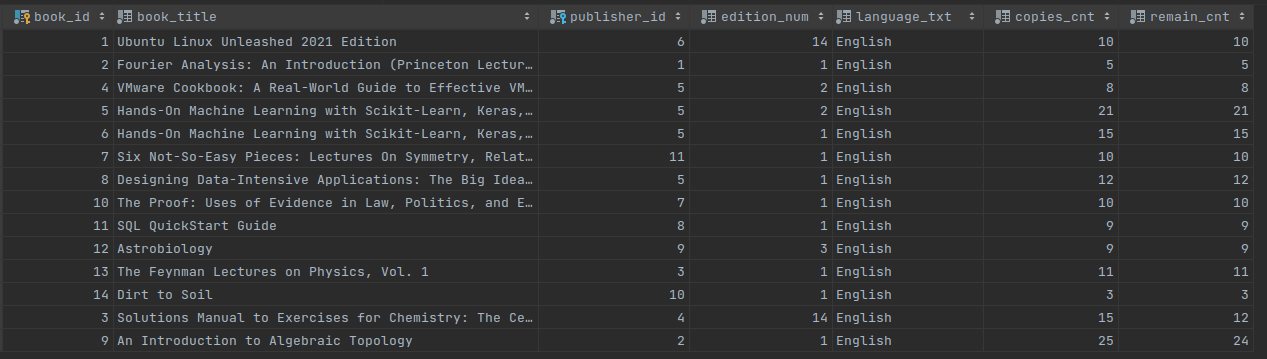 book_id book_title publisher_id edition_num language_txt copies_cnt remain_cnt
1 Ubuntu Linux Unleashed 2021 Edition 6 14 English 10 10
2 Fourier Analysis: An Introduction (Princeton Lectur… 1 1 English 5 5
4 VMware Cookbook: A Real-World Guide to Effective VM… 5 2 English 8 8
5 Hands-On Machine Learning with Scikit-Learn, Keras,… 5 2 English 21 21
6 Hands-On Machine Learning with Scikit-Learn, Keras,… 5 1 English 15 15
7 Six Not-So-Easy Pieces: Lectures On Symmetry, Relat… 11 1 English 10 10
8 Designing Data-Intensive Applications: The Big Idea… 5 1 English 12 12
10 The Proof: Uses of Evidence in Law, Politics, and E… 7 1 English 10 10
11 SQL QuickStart Guide 8 1 English 9 9
12 Astrobiology 9 3 English 9 9
13 The Feynman Lectures on Physics, Vol. 1 3 1 English 11 11
14 Dirt to Soil 10 1 English 3 3
3 Solutions Manual to Exercises for Chemistry: The Ce… 4 14 English 15 12
9 An Introduction to Algebraic Topology 2 1 English 25 24